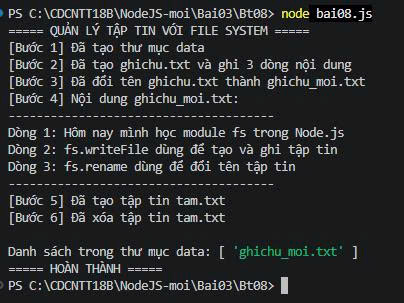 PS C:\CDCNTT18B\NodeJS-moi\Bai03\Bt08> node bai08.js
===== QUẢN LÝ TẬP TIN VỚI FILE SYSTEM =====
[Bước 1] Đã tạo thư mục data
[Bước 2] Đã tạo ghichu.txt và ghi 3 dòng nội dung
[Bước 3] Đã đổi tên ghichu.txt thành ghichu_moi.txt
[Bước 4] Nội dung ghichu_moi.txt:
-----------------------------------
Dòng 1: Hôm nay mình học module fs trong Node.js
Dòng 2: fs.writeFile dùng để tạo và ghi tập tin
Dòng 3: fs.rename dùng để đổi tên tập tin
-----------------------------------
[Bước 5] Đã tạo tập tin tam.txt
[Bước 6] Đã xóa tập tin tam.txt
Danh sách trong thư mục data: [ 'ghichu_moi.txt' ]
===== HOÀN THÀNH =====
PS C:\CDCNTT18B\NodeJS-moi\Bai03\Bt08>